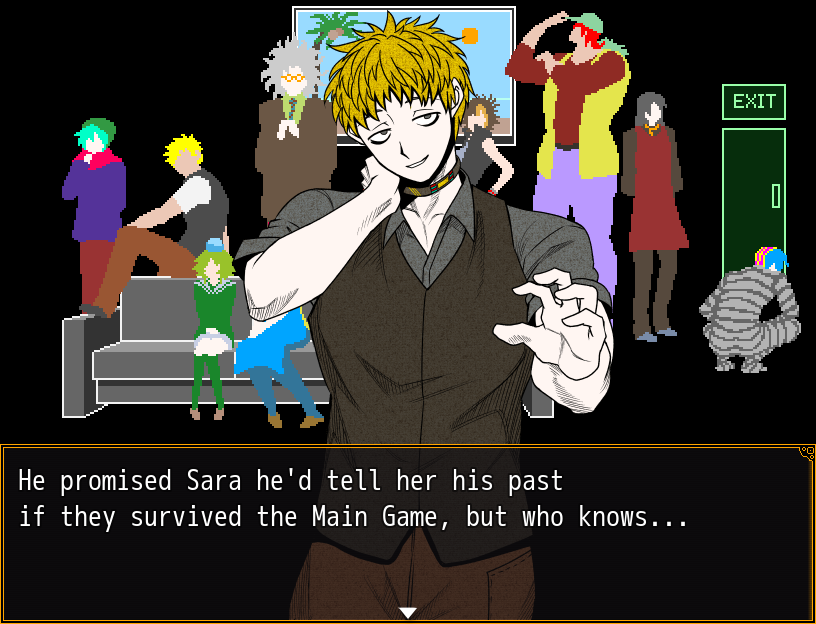 EXIT
He promised Sara he'd tell her his past
if they survived the Main Game, but who knows...